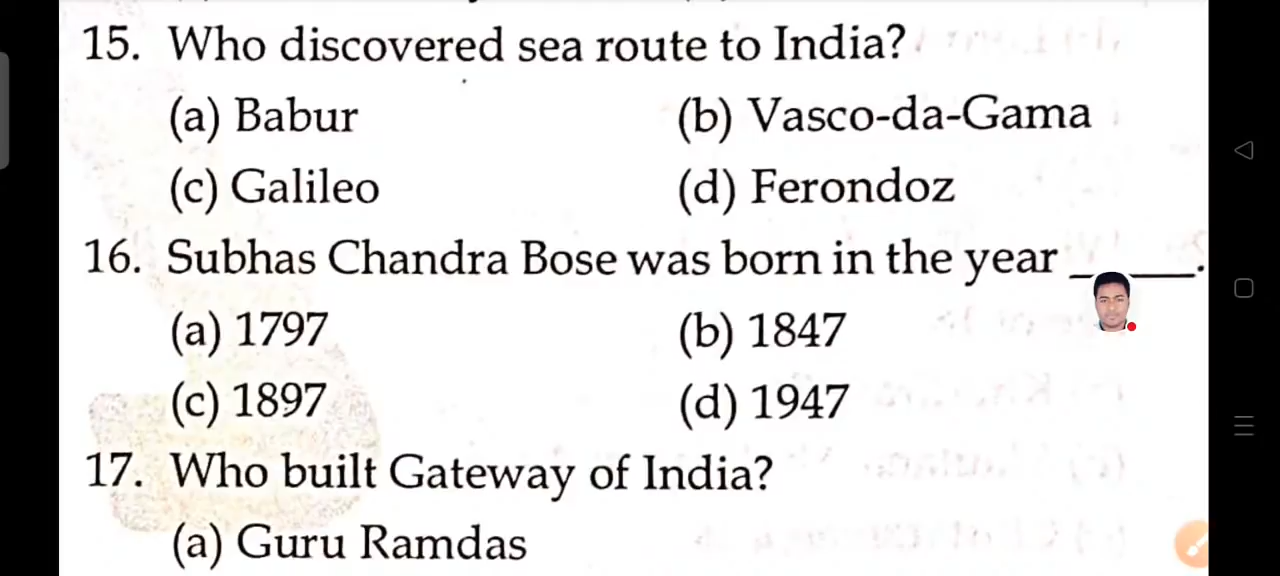 15. Who discovered sea route to India?
(a) Babur (b) Vasco-da-Gama
(c) Galileo (d) Ferondoz
16. Subhas Chandra Bose was born in the year ______.
(a) 1797 (b) 1847
(c) 1897 (d) 1947
17. Who built Gateway of India?
(a) Guru Ramdas